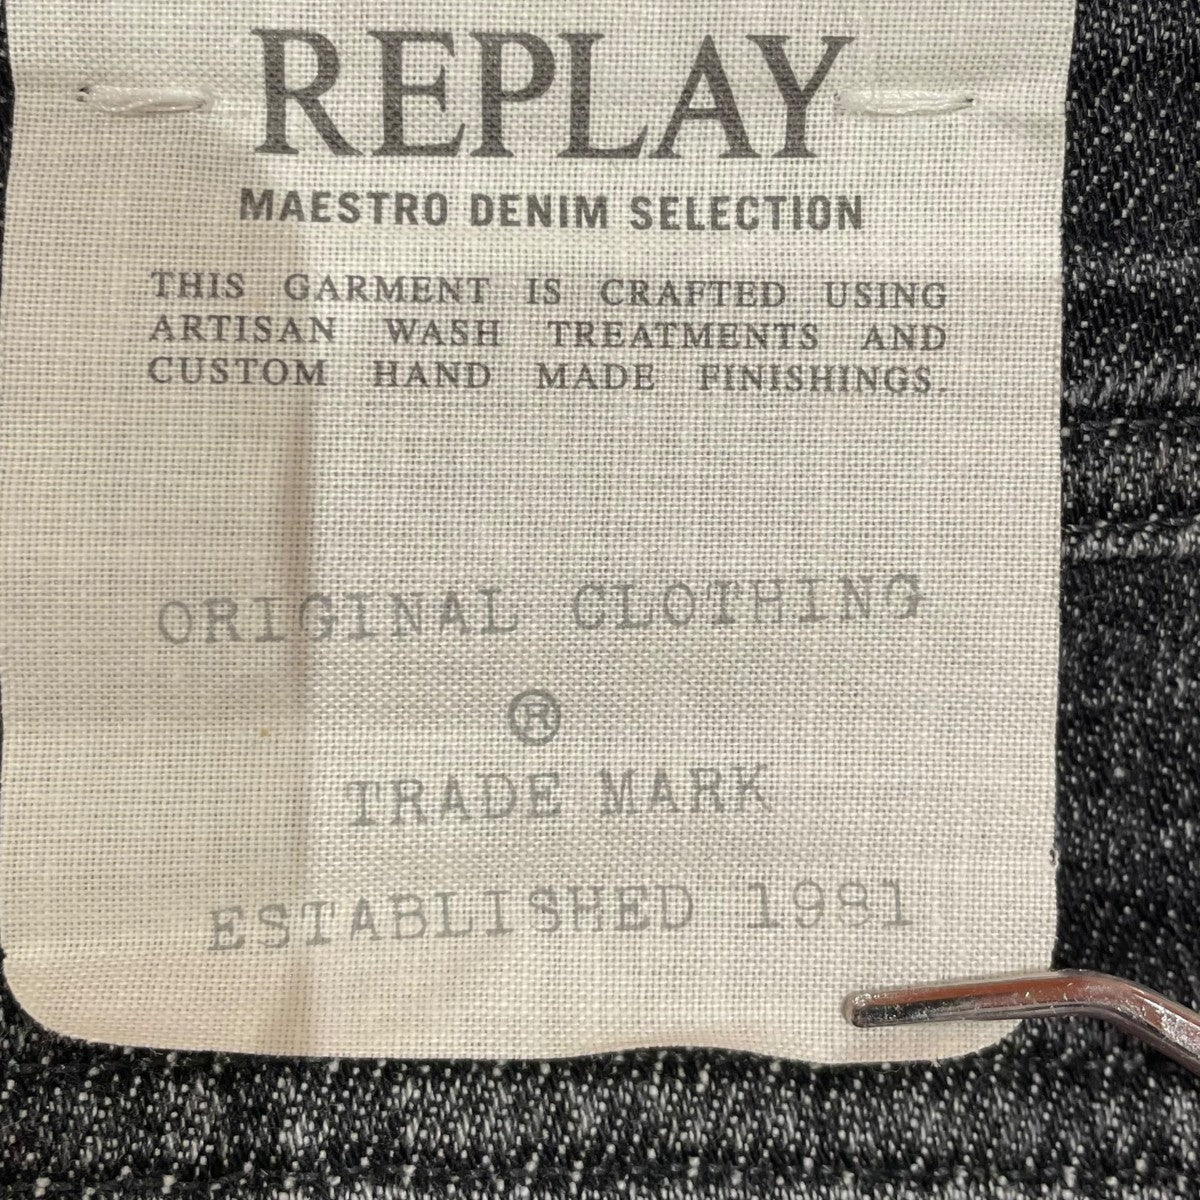 REPLAY
MAESTRO DENIM SELECTION
THIS GARMENT IS CRAFTED USING
ARTISAN WASH TREATMENTS AND
CUSTOM HAND MADE FINISHINGS.
ORIGINAL CLOTHING
®
TRADE MARK
ESTABLISHED 1981